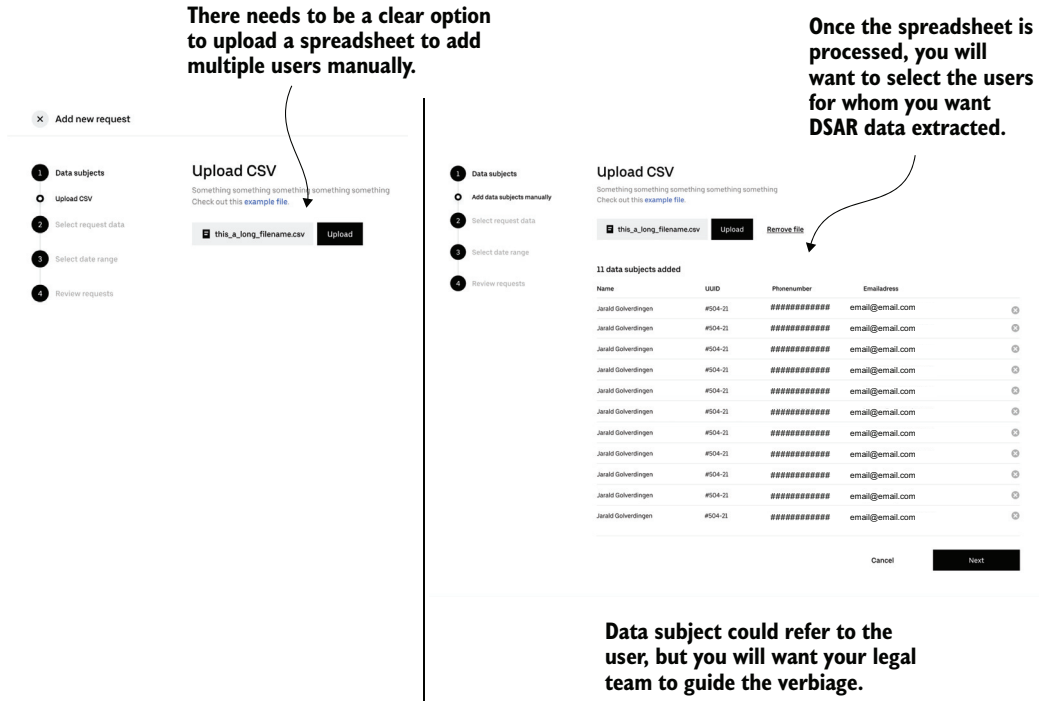 There needs to be a clear option
to upload a spreadsheet to add
multiple users manually.
Add new request
1 Data subjects
Upload CSV
2 Select request data
3 Select date range
4 Review requests
Upload CSV
Something something something something something
Check out this example file.
this_a_long_filename.csv Upload
Once the spreadsheet is
processed, you will
want to select the users
for whom you want
DSAR data extracted.
1 Data subjects
Add data subjects manually
2 Select request data
3 Select date range
4 Review requests
Upload CSV
Something something something something something
Check out this example file.
this_a_long_filename.csv Upload Remove file
11 data subjects added
Name UUID Phnenumber Emailadress
Jarald Golverdingen #504-21 ############ email@email.com
Jarald Golverdingen #504-21 ############ email@email.com
Jarald Golverdingen #504-21 ############ email@email.com
Jarald Golverdingen #504-21 ############ email@email.com
Jarald Golverdingen #504-21 ############ email@email.com
Jarald Golverdingen #504-21 ############ email@email.com
Jarald Golverdingen #504-21 ############ email@email.com
Jarald Golverdingen #504-21 ############ email@email.com
Jarald Golverdingen #504-21 ############ email@email.com
Jarald Golverdingen #504-21 ############ email@email.com
Jarald Golverdingen #504-21 ############ email@email.com
Cancel Next
Data subject could refer to the
user, but you will want your legal
team to guide the verbiage.